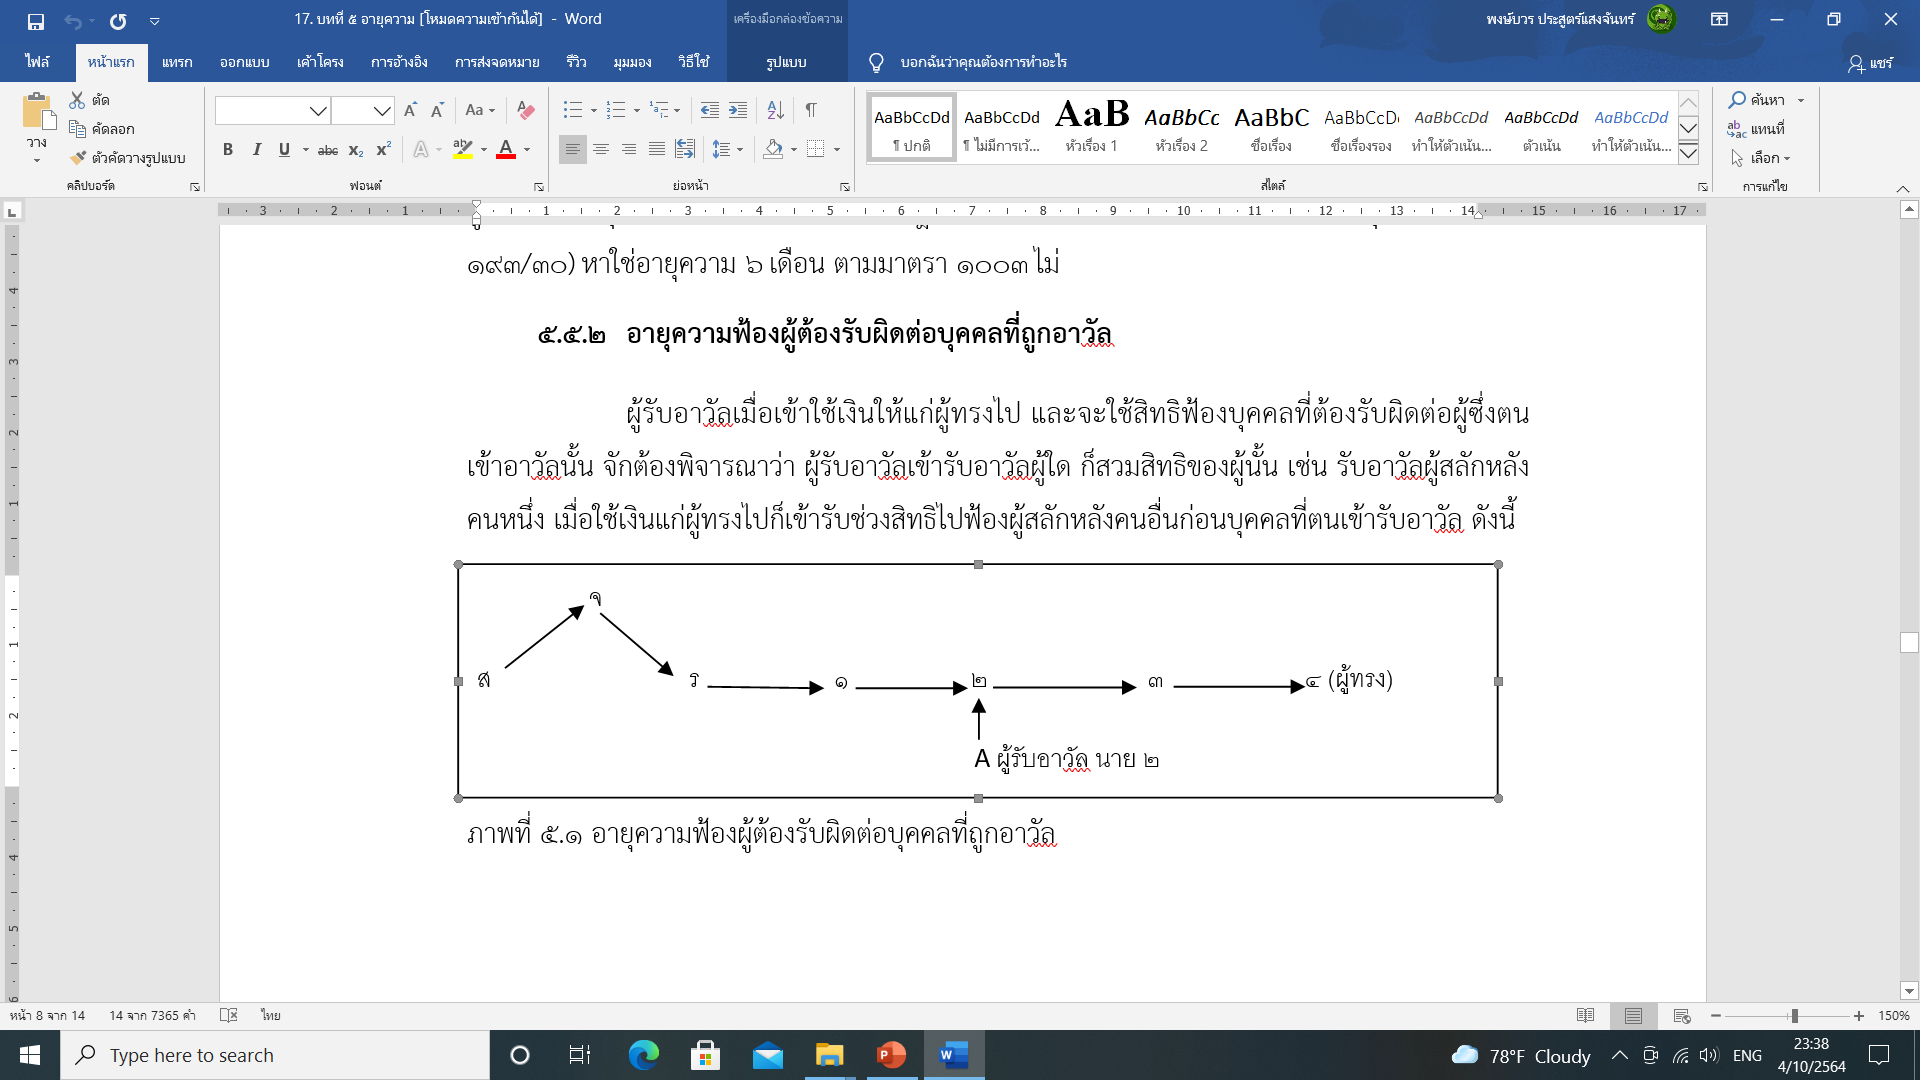 17. บทที่ ๕ อายุความ [โหมดความเข้ากันได้] - Word
เครื่องมือกล่องข้อความ
พงษ์บวร ประสูตร์แสงจันทร์
ไฟล์ หน้าแรก แทรก ออกแบบ เค้าโครง การอ้างอิง การส่งจดหมาย รีวิว มุมมอง วิธีใช้ รูปแบบ บอกฉันว่าคุณต้องการทำอะไร แชร์
วาง
ตัด
คัดลอก
ตัวคัดวางรูปแบบ
คลิปบอร์ด
ฟอนต์
ย่อหน้า
AaBbCcDd AaBbCcDd AaB AaBbCc AaBbC AaBbCcD AaBbCcDd AaBbCcDd AaBbCcDd
¶ ปกติ ¶ ไม่มีการเว้... หัวเรื่อง 1 หัวเรื่อง 2 ชื่อเรื่อง ชื่อเรื่องรอง ทำให้ตัวเน้น... ตัวเน้น ทำให้ตัวเน้น...
สไตล์
ค้นหา
แทนที่
เลือก
การแก้ไข
3 2 1 1 2 3 4 5 6 7 8 9 10 11 12 13 14 15 16 17
๑๙๓/๓๐) หาใช่อายุความ ๖ เดือน ตามมาตรา ๑๐๐๓ ไม่
๕.๕.๒ อายุความฟ้องผู้ต้องรับผิดต่อบุคคลที่ถูกอาวัล
ผู้รับอาวัลเมื่อเข้าใช้เงินให้แก่ผู้ทรงไป และจะใช้สิทธิฟ้องบุคคลที่ต้องรับผิดต่อผู้ซึ่งตน
เข้าอาวัลนั้น จักต้องพิจารณาว่า ผู้รับอาวัลเข้ารับอาวัลผู้ใด ก็สวมสิทธิของผู้นั้น เช่น รับอาวัลผู้สลักหลัง
คนหนึ่ง เมื่อใช้เงินแก่ผู้ทรงไปก็เข้ารับช่วงสิทธิไปฟ้องผู้สลักหลังคนอื่นก่อนบุคคลที่ตนเข้ารับอาวัล ดังนี้
จ
ส ร ๑ ๒ ๓ ๔ (ผู้ทรง)
A ผู้รับอาวัล นาย ๒
ภาพที่ ๕.๑ อายุความฟ้องผู้ต้องรับผิดต่อบุคคลที่ถูกอาวัล
หน้า 8 จาก 14 14 จาก 7365 คำ ไทย 150%
Type here to search
78°F Cloudy ENG
23:38
4/10/2564